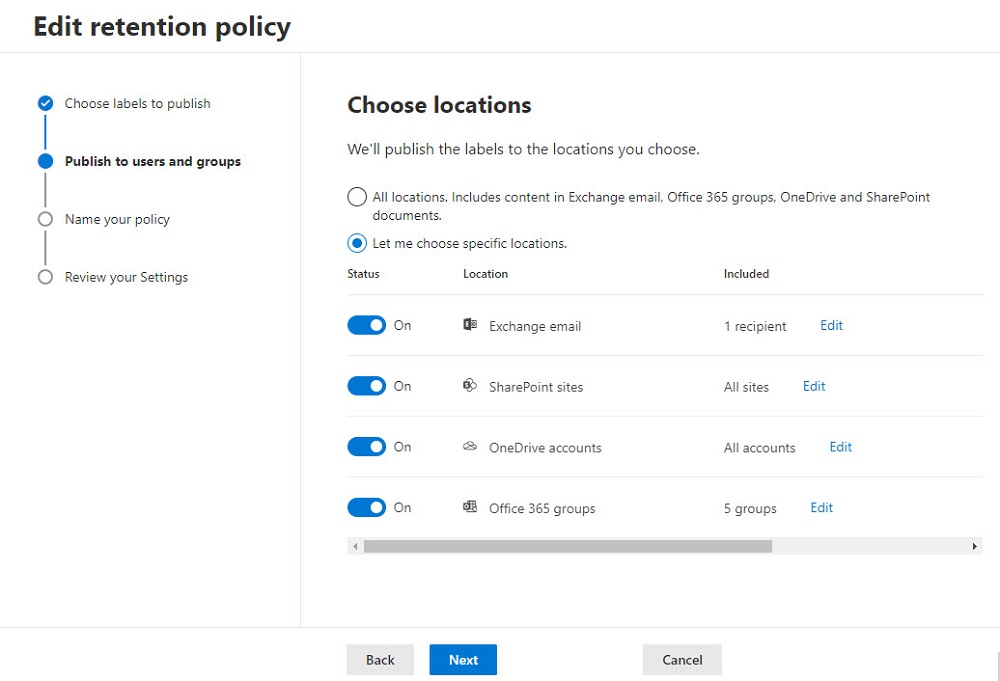 Edit retention policy
Choose labels to publish
Publish to users and groups
Name your policy
Review your Settings
Choose locations
We'll publish the labels to the locations you choose.
All locations. Includes content in Exchange email, Office 365 groups, OneDrive and SharePoint
documents.
Let me choose specific locations.
Status Location Included
On Exchange email 1 recipient Edit
On SharePoint sites All sites Edit
On OneDrive accounts All accounts Edit
On Office 365 groups 5 groups Edit
Back Next Cancel